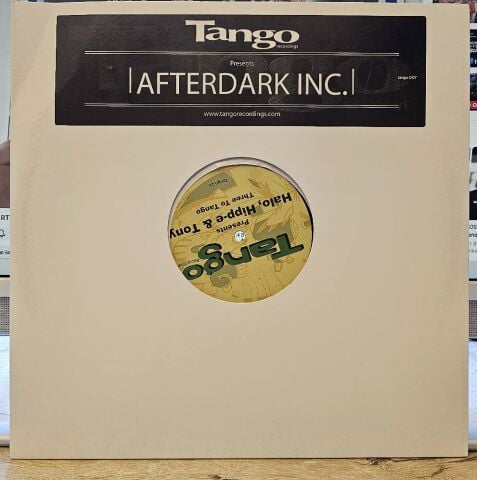 Tango
recordings
Presents
AFTERDARK INC.
www.tangorecordings.com
Tango
Presents
Halo, Hipp-e & Tony
Three To Tango